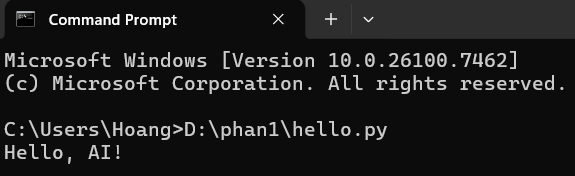 Command Prompt
Microsoft Windows [Version 10.0.26100.7462]
(c) Microsoft Corporation. All rights reserved.
C:\Users\Hoang>D:\phan1\hello.py
Hello, AI!